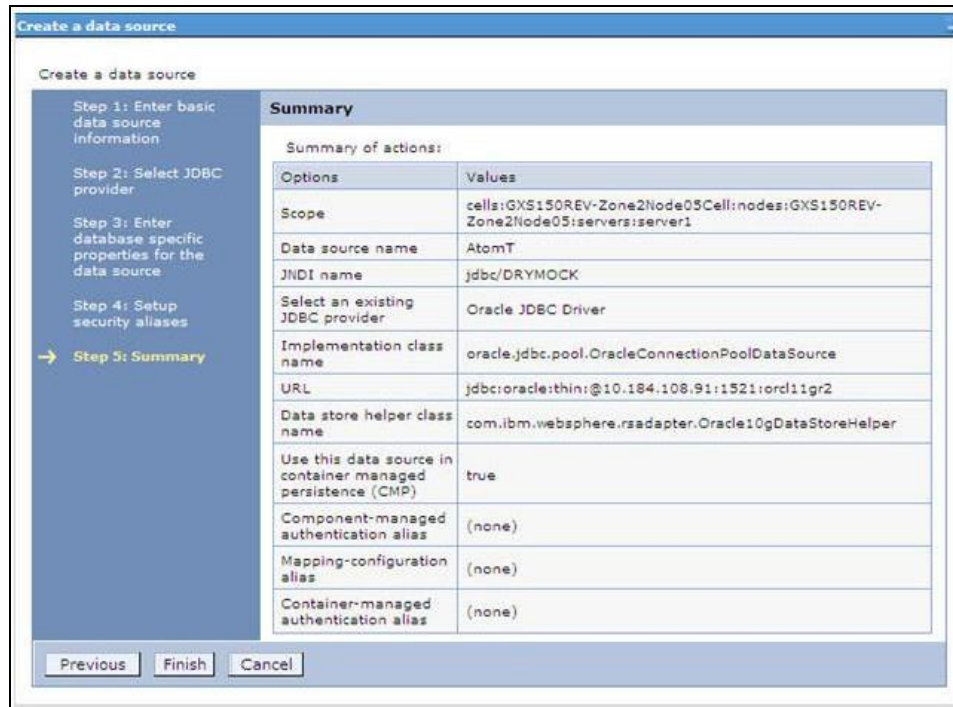 Create a data source
Create a data source
Step 1: Enter basic
data source
information
Step 2: Select JDBC
provider
Step 3: Enter
database specific
properties for the
data source
Step 4: Setup
security aliases
Step 5: Summary
Summary
Summary of actions:
Options Values
Scope cells:GXS150REV-Zone2Node05Cell:nodes:GXS150REV-
Zone2Node05:servers:server1
Data source name AtomT
JNDI name jdbc/DRYMOCK
Select an existing
JDBC provider Oracle JDBC Driver
Implementation class
name oracle.jdbc.pool.OracleConnectionPoolDataSource
URL jdbc:oracle:thin:@10.184.108.91:1521:orcl11gr2
Data store helper class
name com.ibm.websphere.rsadapter.Oracle10gDataStoreHelper
Use this data source in
container managed
persistence (CMP) true
Component-managed
authentication alias (none)
Mapping-configuration
alias (none)
Container-managed
authentication alias (none)
Previous Finish Cancel